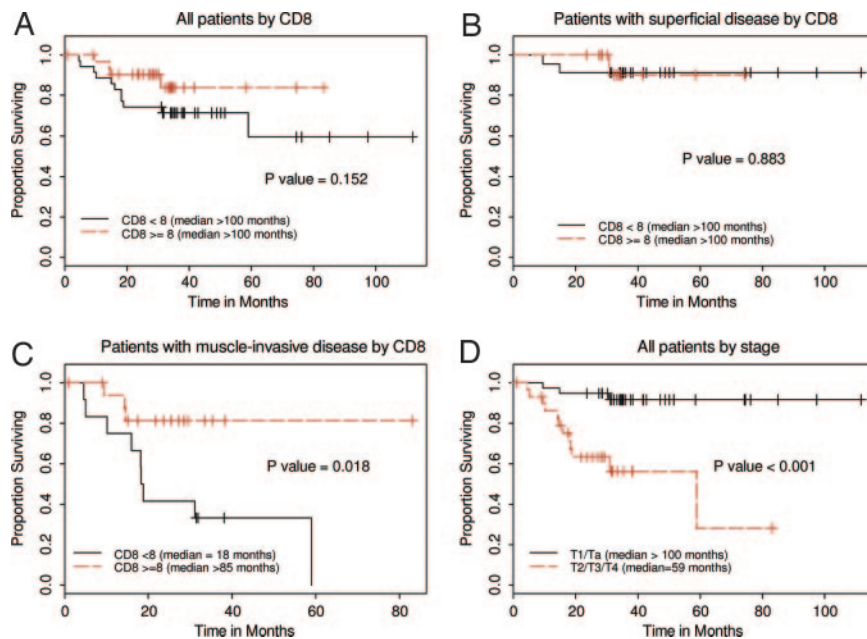 A
All patients by CD8
Proportion Surviving
0.0 0.2 0.4 0.6 0.8 1.0
P value = 0.152
CD8 < 8 (median >100 months)
CD8 >= 8 (median >100 months)
0 20 40 60 80 100
Time in Months
B
Patients with superficial disease by CD8
Proportion Surviving
0.0 0.2 0.4 0.6 0.8 1.0
P value = 0.883
CD8 < 8 (median >100 months)
CD8 >= 8 (median >100 months)
0 20 40 60 80 100
Time in Months
C
Patients with muscle-invasive disease by CD8
Proportion Surviving
0.0 0.2 0.4 0.6 0.8 1.0
P value = 0.018
CD8 <8 (median = 18 months)
CD8 >=8 (median >85 months)
0 20 40 60 80
Time in Months
D
All patients by stage
Proportion Surviving
0.0 0.2 0.4 0.6 0.8 1.0
P value < 0.001
T1/Ta (median > 100 months)
T2/T3/T4 (median=59 months)
0 20 40 60 80 100
Time in Months